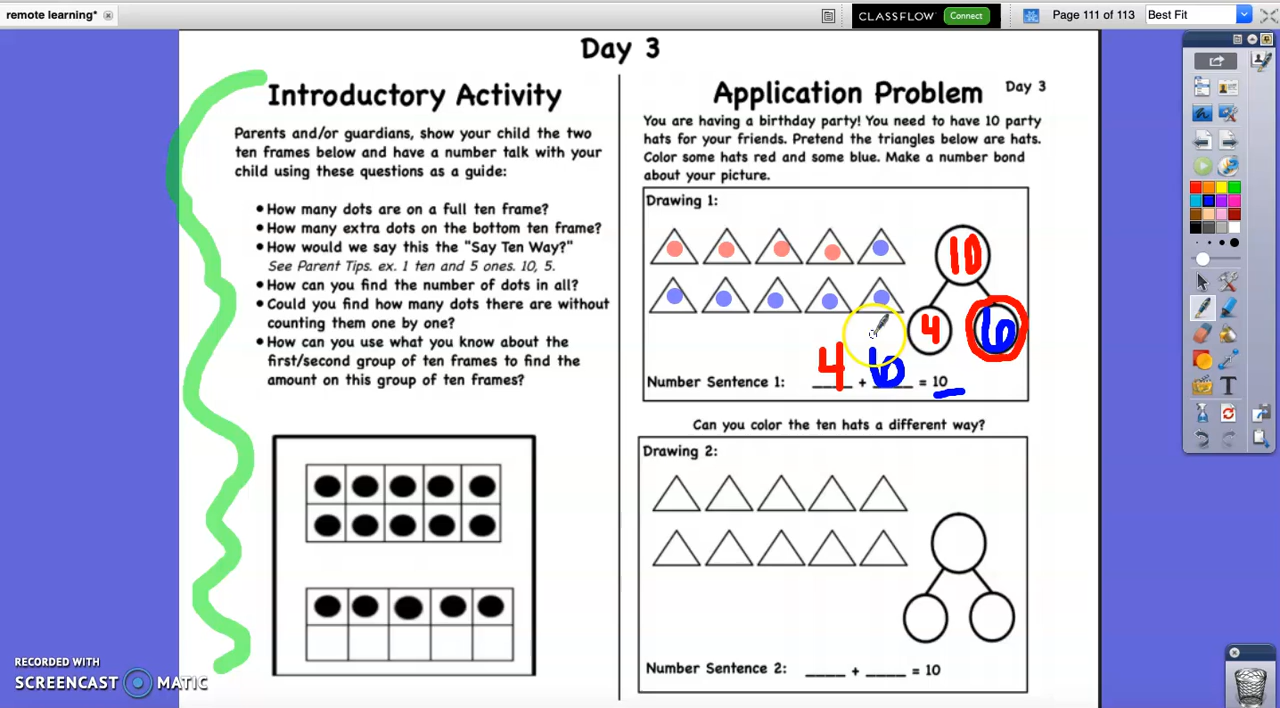 remote learning*
CLASSFLOW Connect
Page 111 of 113
Best Fit
Day 3
Introductory Activity
Parents and/or guardians, show your child the two
ten frames below and have a number talk with your
child using these questions as a guide:
• How many dots are on a full ten frame?
• How many extra dots on the bottom ten frame?
• How would we say this the "Say Ten Way?"
See Parent Tips. ex. 1 ten and 5 ones. 10, 5.
• How can you find the number of dots in all?
• Could you find how many dots there are without
counting them one by one?
• How can you use what you know about the
first/second group of ten frames to find the
amount on this group of ten frames?
Application Problem
Day 3
You are having a birthday party! You need to have 10 party
hats for your friends. Pretend the triangles below are hats.
Color some hats red and some blue. Make a number bond
about your picture.
Drawing 1:
10
4 6
Number Sentence 1: 4 + 6 = 10
Can you color the ten hats a different way?
Drawing 2:
Number Sentence 2: ____ + ____ = 10
RECORDED WITH
SCREENCAST MATIC
T